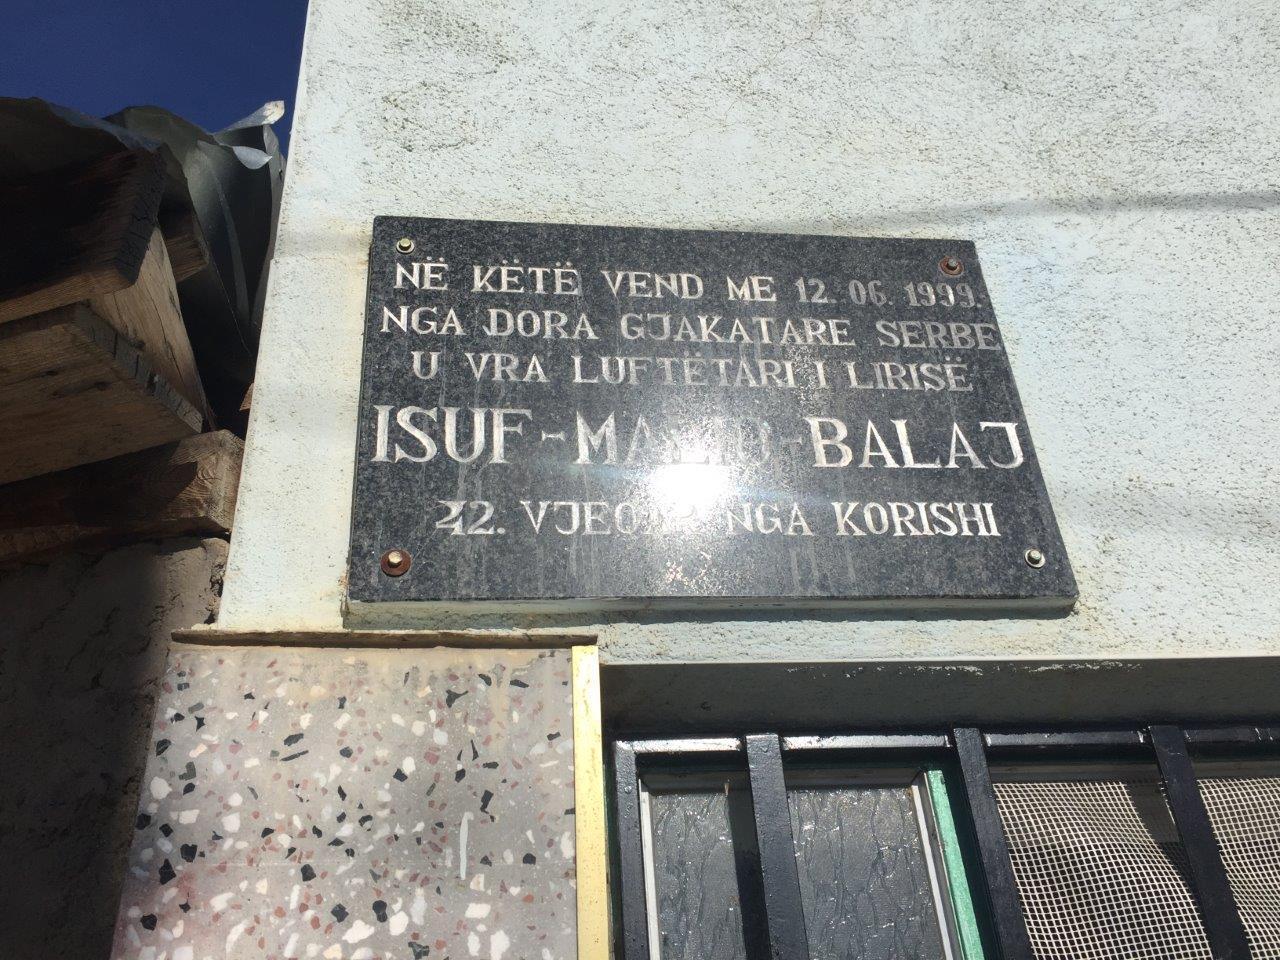 NË KËTË VEND ME 12. 06. 1999.
NGA DORA GJAKATARE SERBE
U VRA LUFTËTARI I LIRISË
ISUF - - BALAJ
42. NGA KORISHI